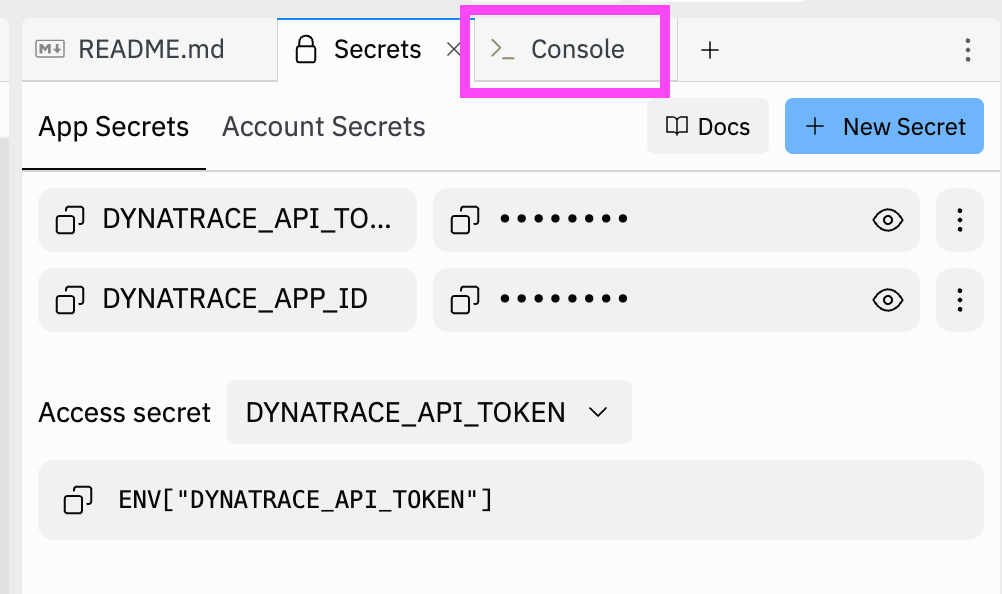 README.md Secrets Console
App Secrets Account Secrets Docs New Secret
DYNATRACE_API_TO... ••••••••
DYNATRACE_APP_ID ••••••••
Access secret DYNATRACE_API_TOKEN
ENV["DYNATRACE_API_TOKEN"]